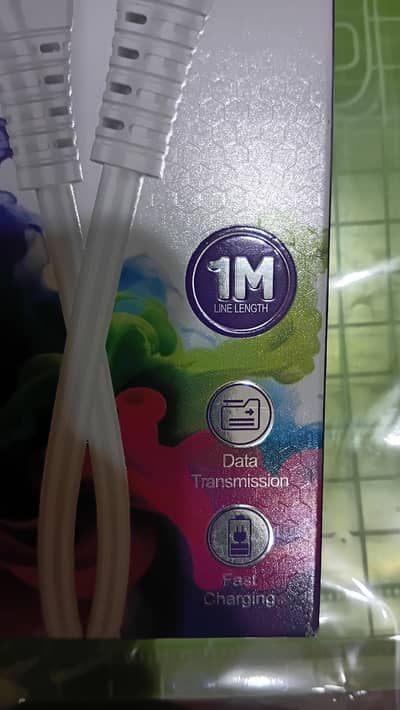 1M
LINE LENGTH
Data
Transmission
Fast
Charging